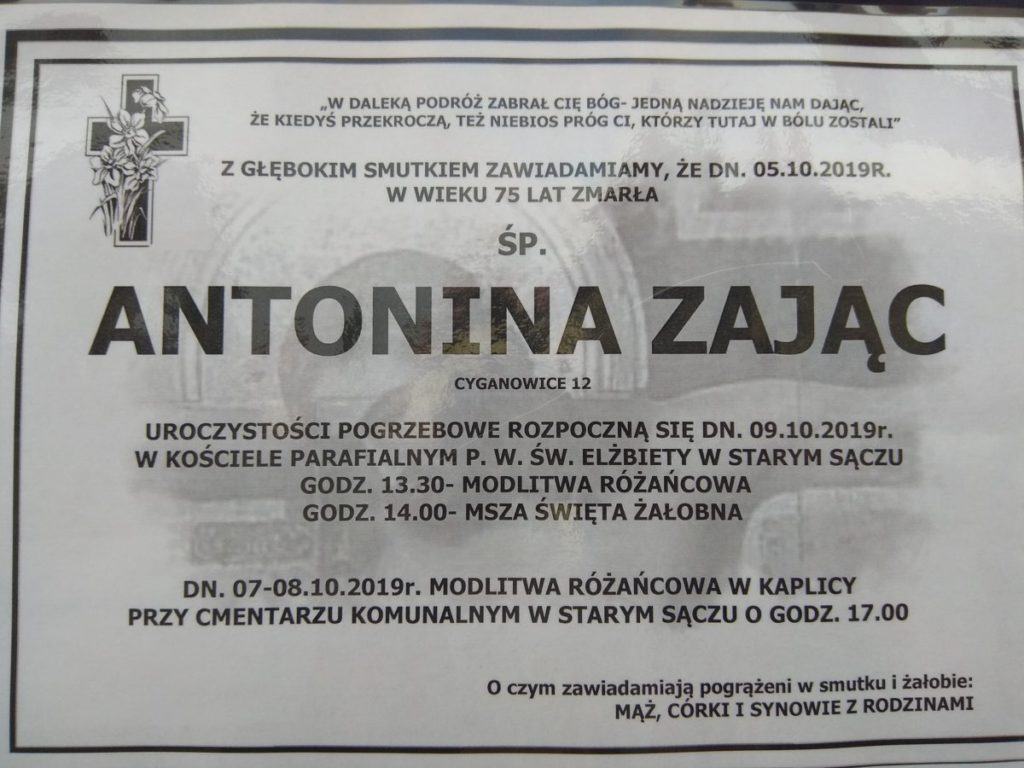 „W DALEKĄ PODRÓŻ ZABRAŁ CIĘ BÓG- JEDNĄ NADZIEJĘ NAM DAJĄC,
ŻE KIEDYŚ PRZEKROCZĄ, TEŻ NIEBIOS PRÓG CI, KTÓRZY TUTAJ W BÓLU ZOSTALI”
Z GŁĘBOKIM SMUTKIEM ZAWIADAMIAMY, ŻE DN. 05.10.2019R.
W WIEKU 75 LAT ZMARŁA
ŚP.
ANTONINA ZAJĄC
CYGANOWICE 12
UROCZYSTOŚCI POGRZEBOWE ROZPOCZNĄ SIĘ DN. 09.10.2019r.
W KOŚCIELE PARAFIALNYM P. W. ŚW. ELŻBIETY W STARYM SĄCZU
GODZ. 13.30- MODLITWA RÓŻAŃCOWA
GODZ. 14.00- MSZA ŚWIĘTA ŻAŁOBNA
DN. 07-08.10.2019r. MODLITWA RÓŻAŃCOWA W KAPLICY
PRZY CMENTARZU KOMUNALNYM W STARYM SĄCZU O GODZ. 17.00
O czym zawiadamiają pogrążeni w smutku i żałobie:
MĄŻ, CÓRKI I SYNOWIE Z RODZINAMI